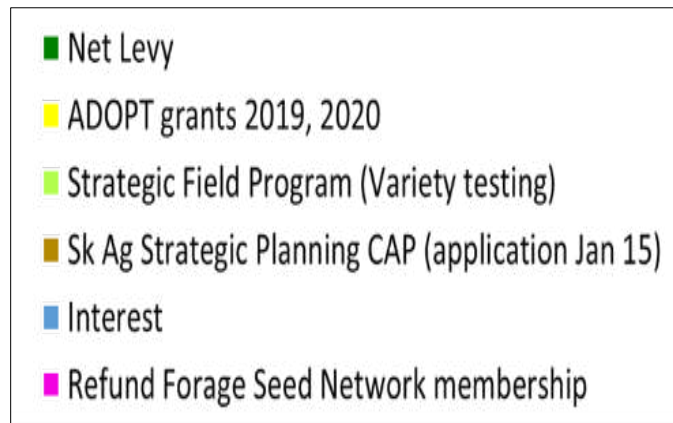 Net Levy
ADOPT grants 2019, 2020
Strategic Field Program (Variety testing)
Sk Ag Strategic Planning CAP (application Jan 15)
Interest
Refund Forage Seed Network membership